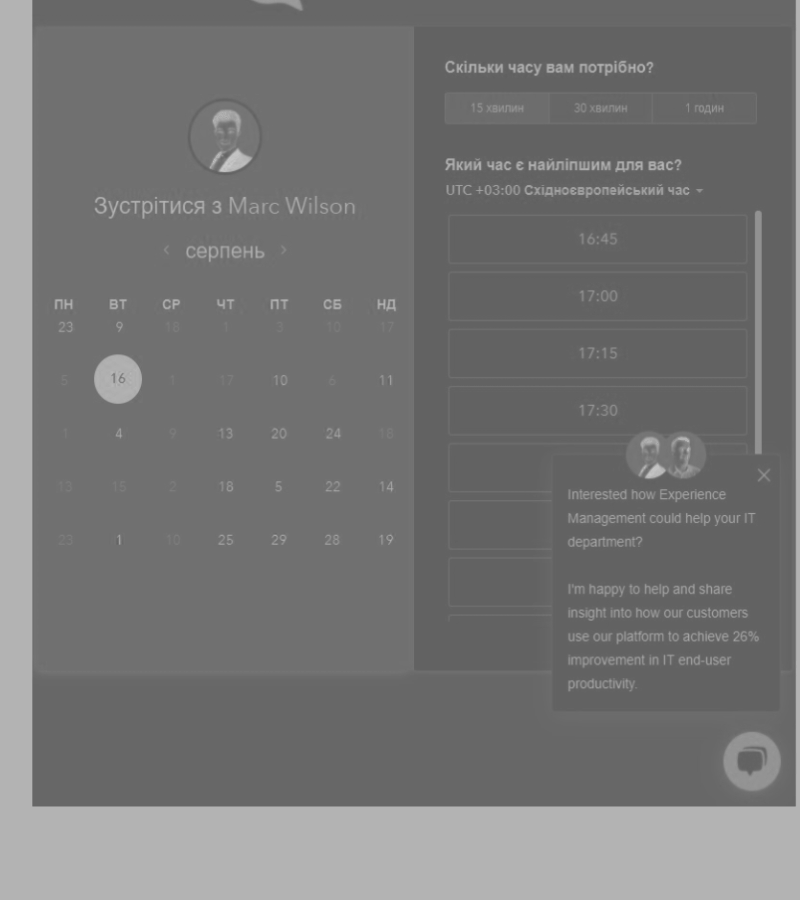 Зустрітися з Marc Wilson
серпень
ПН ВТ СР ЧТ ПТ СБ НД
23 9 16 1 3 10 17
5 16 1 17 10 6 11
1 4 9 13 20 24 18
13 15 2 18 5 22 14
23 1 10 25 29 28 19
Скільки часу вам потрібно?
15 хвилин 30 хвилин 1 годин
Який час є найліпшим для вас?
UTC +03:00 Східноєвропейський час
16:45
17:00
17:15
17:30
Interested how Experience
Management could help your IT
department?
I'm happy to help and share
insight into how our customers
use our platform to achieve 26%
improvement in IT end-user
productivity.